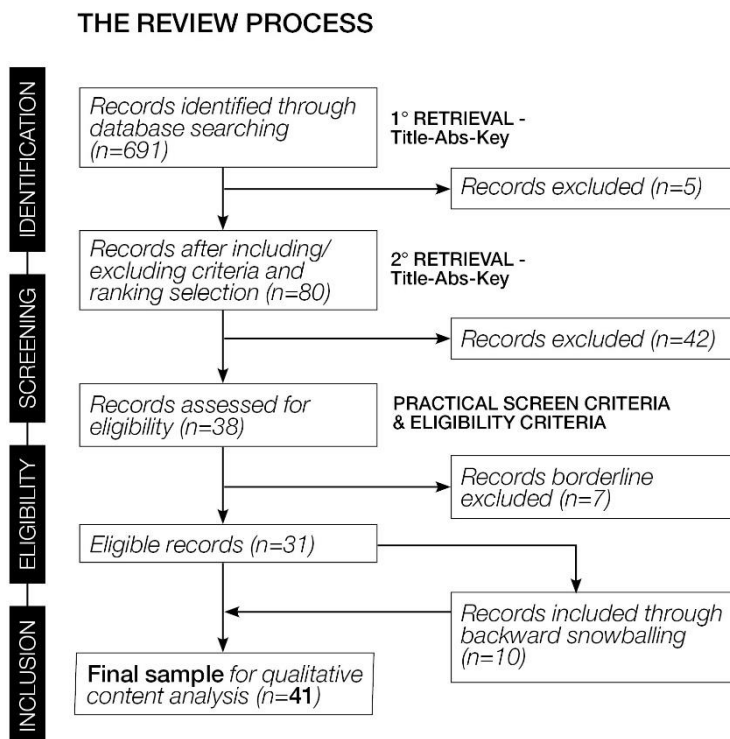 THE REVIEW PROCESS
IDENTIFICATION
Records identified through
database searching
(n=691)
1° RETRIEVAL -
Title-Abs-Key
Records excluded (n=5)
Records after including/
excluding criteria and
ranking selection (n=80)
2° RETRIEVAL -
Title-Abs-Key
SCREENING
Records excluded (n=42)
Records assessed for
eligibility (n=38)
PRACTICAL SCREEN CRITERIA
& ELIGIBILITY CRITERIA
ELIGIBILITY
Records borderline
excluded (n=7)
Eligible records (n=31)
Records included through
backward snowballing
(n=10)
INCLUSION
Final sample for qualitative
content analysis (n=41)